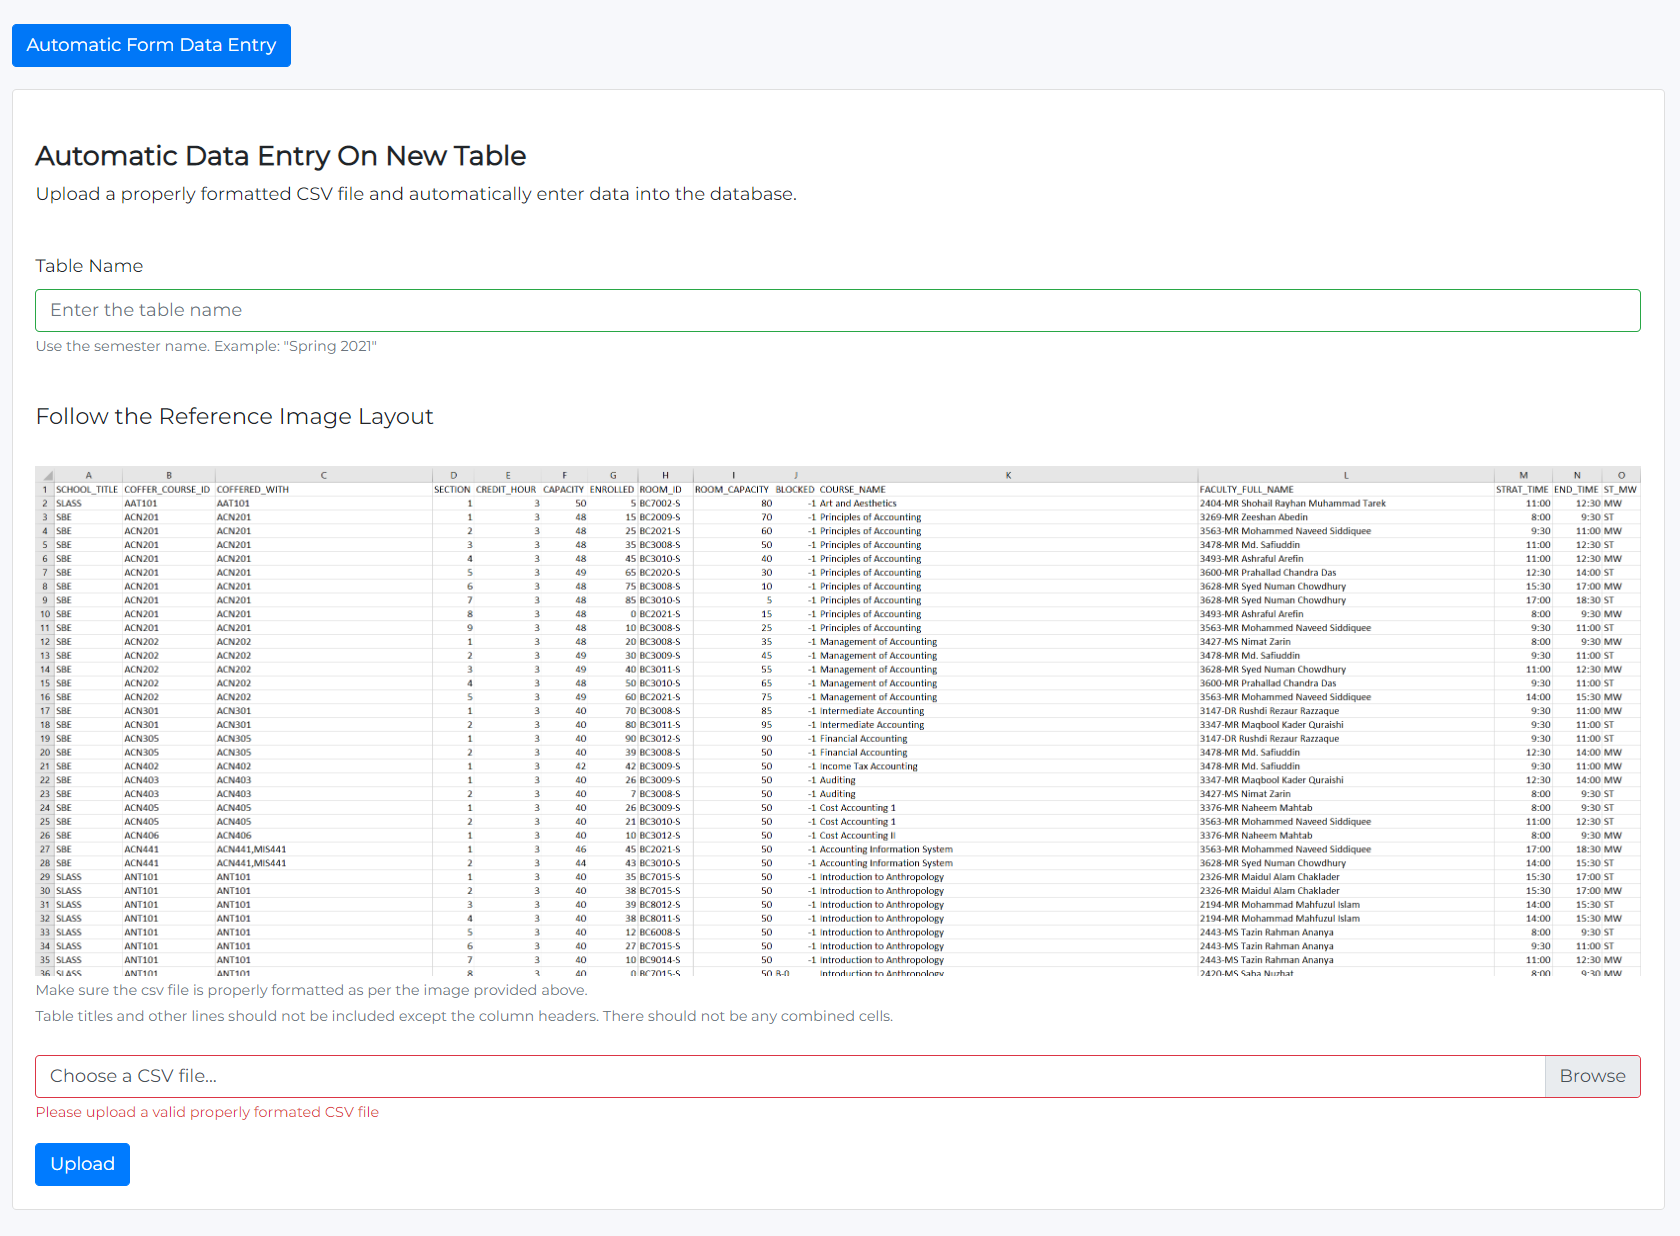 Automatic Form Data Entry
Automatic Data Entry On New Table
Upload a properly formatted CSV file and automatically enter data into the database.
Table Name
Enter the table name
Use the semester name. Example: "Spring 2021"
Follow the Reference Image Layout
A B C D E F G H I J K L M N O
1 SCHOOL_TITLE COFFER_COURSE_ID COFFERED_WITH SECTION CREDIT_HOUR CAPACITY ENROLLED ROOM_ID ROOM_CAPACITY BLOCKED COURSE_NAME FACULTY_FULL_NAME STRAT_TIME END_TIME ST_MW
2 SLASS AAT101 AAT101 1 3 50 5 BC7002-S 80 -1 Art and Aesthetics 2404-MR Shohail Rayhan Muhammad Tarek 11:00 12:30 MW
3 SBE ACN201 ACN201 1 3 48 15 BC2009-S 70 -1 Principles of Accounting 3269-MR Zeeshan Abedin 8:00 9:30 ST
4 SBE ACN201 ACN201 2 3 48 25 BC2021-S 60 -1 Principles of Accounting 3563-MR Mohammed Naveed Siddiquee 9:30 11:00 MW
5 SBE ACN201 ACN201 3 3 48 35 BC3008-S 50 -1 Principles of Accounting 3478-MR Md. Safiuddin 11:00 12:30 ST
6 SBE ACN201 ACN201 4 3 48 45 BC3010-S 40 -1 Principles of Accounting 3493-MR Ashraful Arefin 11:00 12:30 MW
7 SBE ACN201 ACN201 5 3 49 65 BC2020-S 30 -1 Principles of Accounting 3600-MR Prahallad Chandra Das 12:30 14:00 ST
8 SBE ACN201 ACN201 6 3 48 75 BC3008-S 10 -1 Principles of Accounting 3628-MR Syed Numan Chowdhury 15:30 17:00 MW
9 SBE ACN201 ACN201 7 3 48 85 BC3010-S 5 -1 Principles of Accounting 3628-MR Syed Numan Chowdhury 17:00 18:30 ST
10 SBE ACN201 ACN201 8 3 48 0 BC2021-S 15 -1 Principles of Accounting 3493-MR Ashraful Arefin 8:00 9:30 MW
11 SBE ACN201 ACN201 9 3 48 10 BC3008-S 25 -1 Principles of Accounting 3563-MR Mohammed Naveed Siddiquee 9:30 11:00 ST
12 SBE ACN202 ACN202 1 3 48 20 BC3008-S 35 -1 Management of Accounting 3427-MS Nimat Zarin 8:00 9:30 MW
13 SBE ACN202 ACN202 2 3 49 30 BC3009-S 45 -1 Management of Accounting 3478-MR Md. Safiuddin 9:30 11:00 ST
14 SBE ACN202 ACN202 3 3 49 40 BC3011-S 55 -1 Management of Accounting 3628-MR Syed Numan Chowdhury 11:00 12:30 MW
15 SBE ACN202 ACN202 4 3 48 50 BC3010-S 65 -1 Management of Accounting 3600-MR Prahallad Chandra Das 9:30 11:00 ST
16 SBE ACN202 ACN202 5 3 49 60 BC2021-S 75 -1 Management of Accounting 3563-MR Mohammed Naveed Siddiquee 14:00 15:30 MW
17 SBE ACN301 ACN301 1 3 40 70 BC3008-S 85 -1 Intermediate Accounting 3147-DR Rushdi Rezaur Razzaque 9:30 11:00 MW
18 SBE ACN301 ACN301 2 3 40 80 BC3011-S 95 -1 Intermediate Accounting 3347-MR Maqbool Kader Quraishi 9:30 11:00 ST
19 SBE ACN305 ACN305 1 3 40 90 BC3012-S 90 -1 Financial Accounting 3147-DR Rushdi Rezaur Razzaque 9:30 11:00 ST
20 SBE ACN305 ACN305 2 3 40 39 BC3008-S 50 -1 Financial Accounting 3478-MR Md. Safiuddin 12:30 14:00 MW
21 SBE ACN402 ACN402 1 3 42 42 BC3009-S 50 -1 Income Tax Accounting 3478-MR Md. Safiuddin 9:30 11:00 MW
22 SBE ACN403 ACN403 1 3 40 26 BC3009-S 50 -1 Auditing 3347-MR Maqbool Kader Quraishi 12:30 14:00 MW
23 SBE ACN403 ACN403 2 3 40 7 BC3008-S 50 -1 Auditing 3427-MS Nimat Zarin 8:00 9:30 ST
24 SBE ACN405 ACN405 1 3 40 26 BC3009-S 50 -1 Cost Accounting 1 3376-MR Naheem Mahtab 8:00 9:30 ST
25 SBE ACN405 ACN405 2 3 40 21 BC3010-S 50 -1 Cost Accounting 1 3563-MR Mohammed Naveed Siddiquee 11:00 12:30 ST
26 SBE ACN406 ACN406 1 3 40 10 BC3012-S 50 -1 Cost Accounting II 3376-MR Naheem Mahtab 8:00 9:30 MW
27 SBE ACN441 ACN441,MIS441 1 3 46 45 BC2021-S 50 -1 Accounting Information System 3563-MR Mohammed Naveed Siddiquee 17:00 18:30 MW
28 SBE ACN441 ACN441,MIS441 2 3 44 43 BC3010-S 50 -1 Accounting Information System 3628-MR Syed Numan Chowdhury 14:00 15:30 ST
29 SLASS ANT101 ANT101 1 3 40 35 BC7015-S 50 -1 Introduction to Anthropology 2326-MR Maidul Alam Chaklader 15:30 17:00 ST
30 SLASS ANT101 ANT101 2 3 40 38 BC7015-S 50 -1 Introduction to Anthropology 2326-MR Maidul Alam Chaklader 15:30 17:00 MW
31 SLASS ANT101 ANT101 3 3 40 39 BC8012-S 50 -1 Introduction to Anthropology 2194-MR Mohammad Mahfuzul Islam 14:00 15:30 ST
32 SLASS ANT101 ANT101 4 3 40 38 BC8011-S 50 -1 Introduction to Anthropology 2194-MR Mohammad Mahfuzul Islam 14:00 15:30 MW
33 SLASS ANT101 ANT101 5 3 40 12 BC6008-S 50 -1 Introduction to Anthropology 2443-MS Tazin Rahman Ananya 8:00 9:30 ST
34 SLASS ANT101 ANT101 6 3 40 27 BC7015-S 50 -1 Introduction to Anthropology 2443-MS Tazin Rahman Ananya 9:30 11:00 ST
35 SLASS ANT101 ANT101 7 3 40 10 BC9014-S 50 -1 Introduction to Anthropology 2443-MS Tazin Rahman Ananya 11:00 12:30 MW
36 SLASS ANT101 ANT101 8 3 40 0 BC7015-S 50 B-0 Introduction to Anthropology 2420-MS Saba Nuzhat 8:00 9:30 MW
Make sure the csv file is properly formatted as per the image provided above.
Table titles and other lines should not be included except the column headers. There should not be any combined cells.
Choose a CSV file...
Browse
Please upload a valid properly formated CSV file
Upload